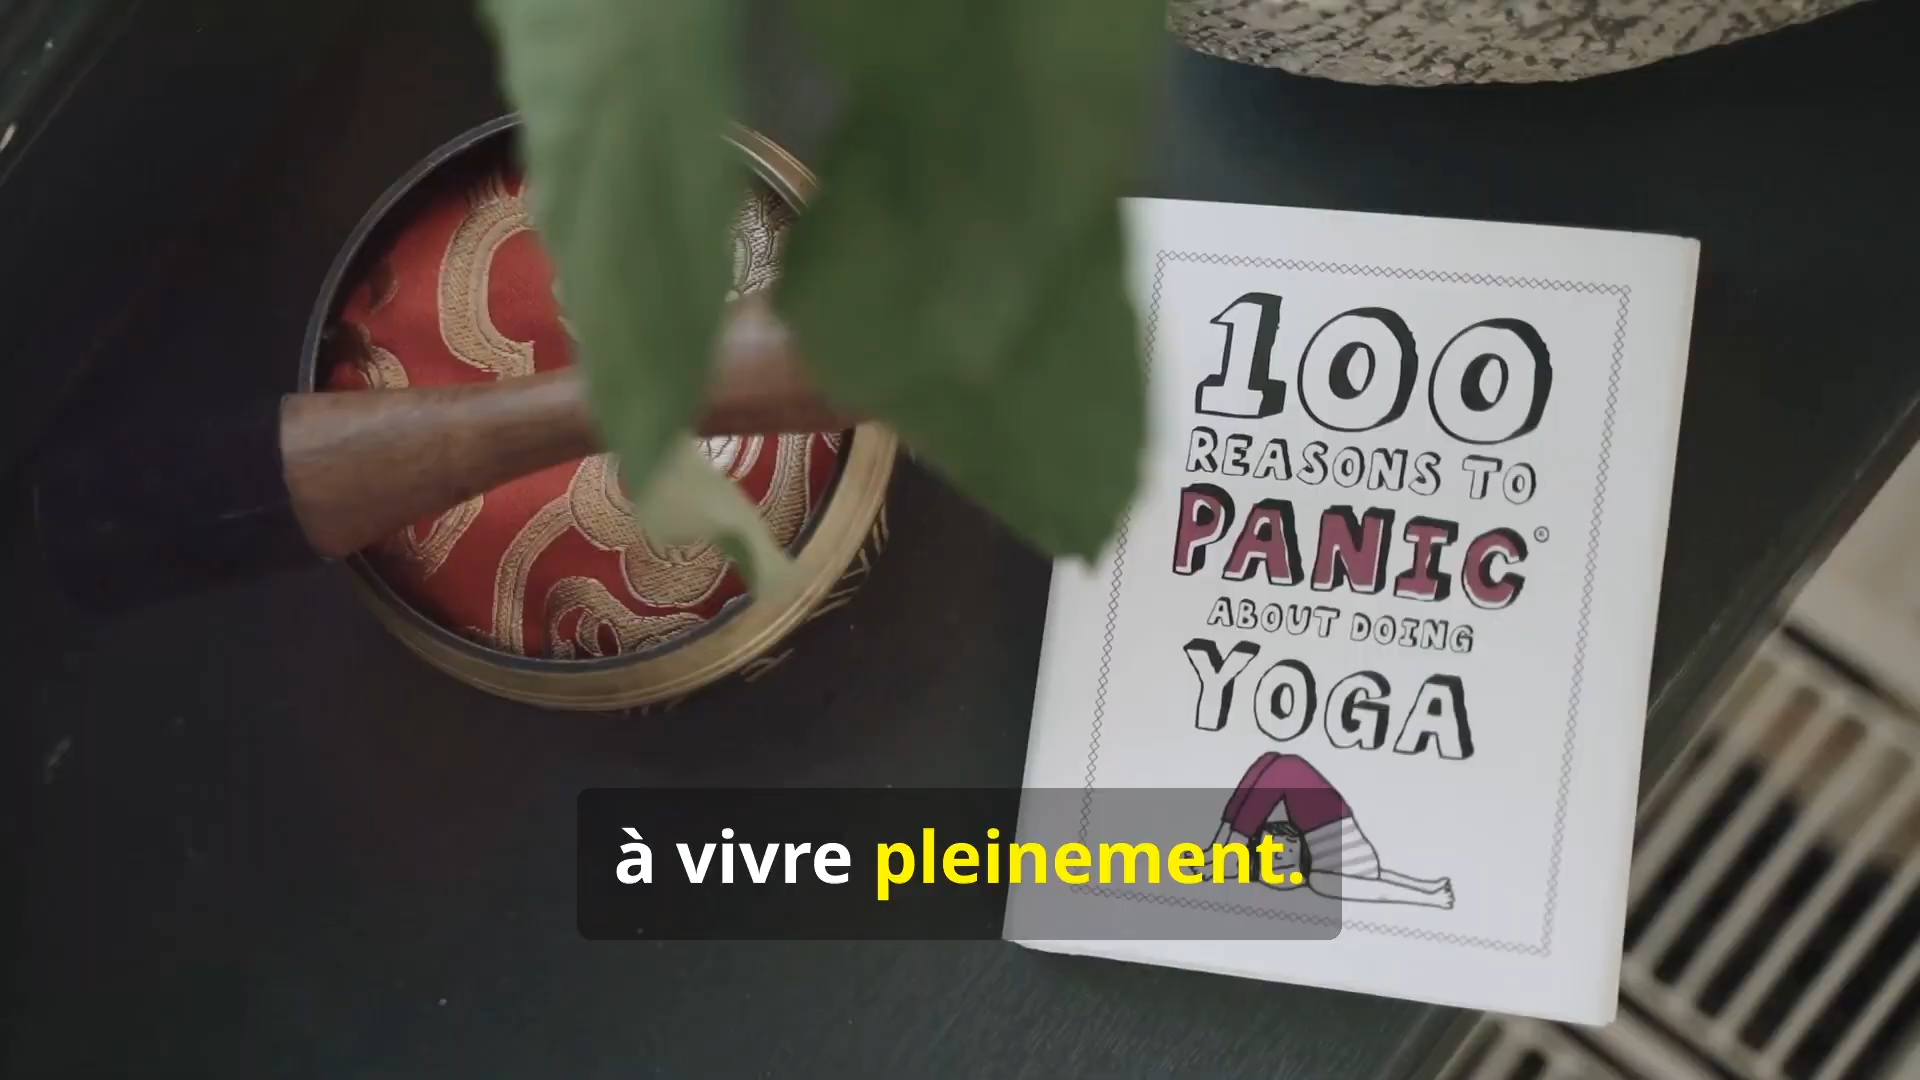 100
REASONS TO
PANIC®
ABOUT DOING
YOGA
à vivre pleinement.